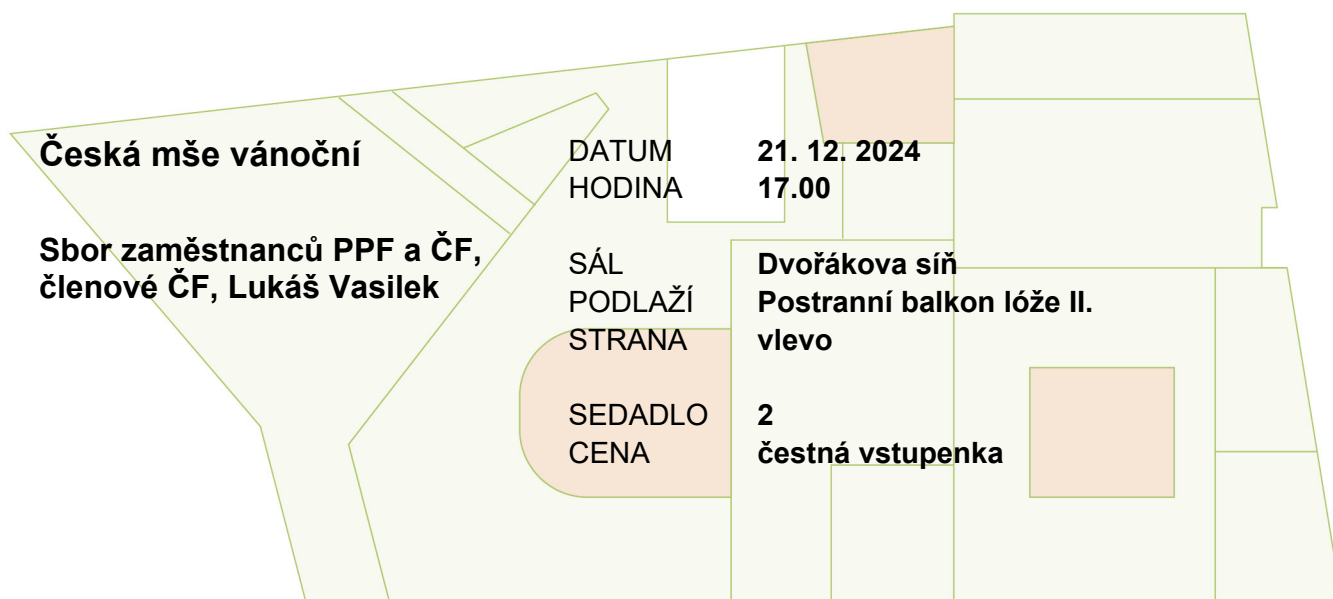 Česká mše vánoční
Sbor zaměstnanců PPF a ČF,
členové ČF, Lukáš Vasilek
DATUM 21. 12. 2024
HODINA 17.00
SÁL Dvořákova síň
PODLAŽÍ Postranní balkon lóže II.
STRANA vlevo
SEDADLO 2
CENA čestná vstupenka